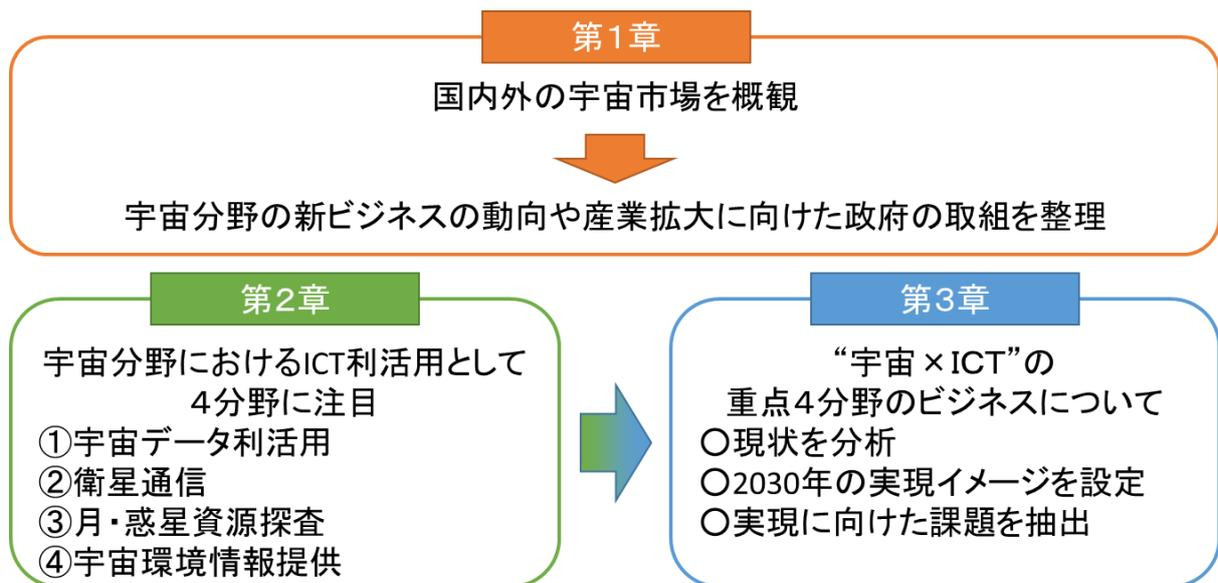 第1章
国内外の宇宙市場を概観
宇宙分野の新ビジネスの動向や産業拡大に向けた政府の取組を整理
第2章
宇宙分野におけるICT利活用として
4分野に注目
①宇宙データ利活用
②衛星通信
③月・惑星資源探査
④宇宙環境情報提供
第3章
“宇宙×ICT”の
重点4分野のビジネスについて
○現状を分析
○2030年の実現イメージを設定
○実現に向けた課題を抽出